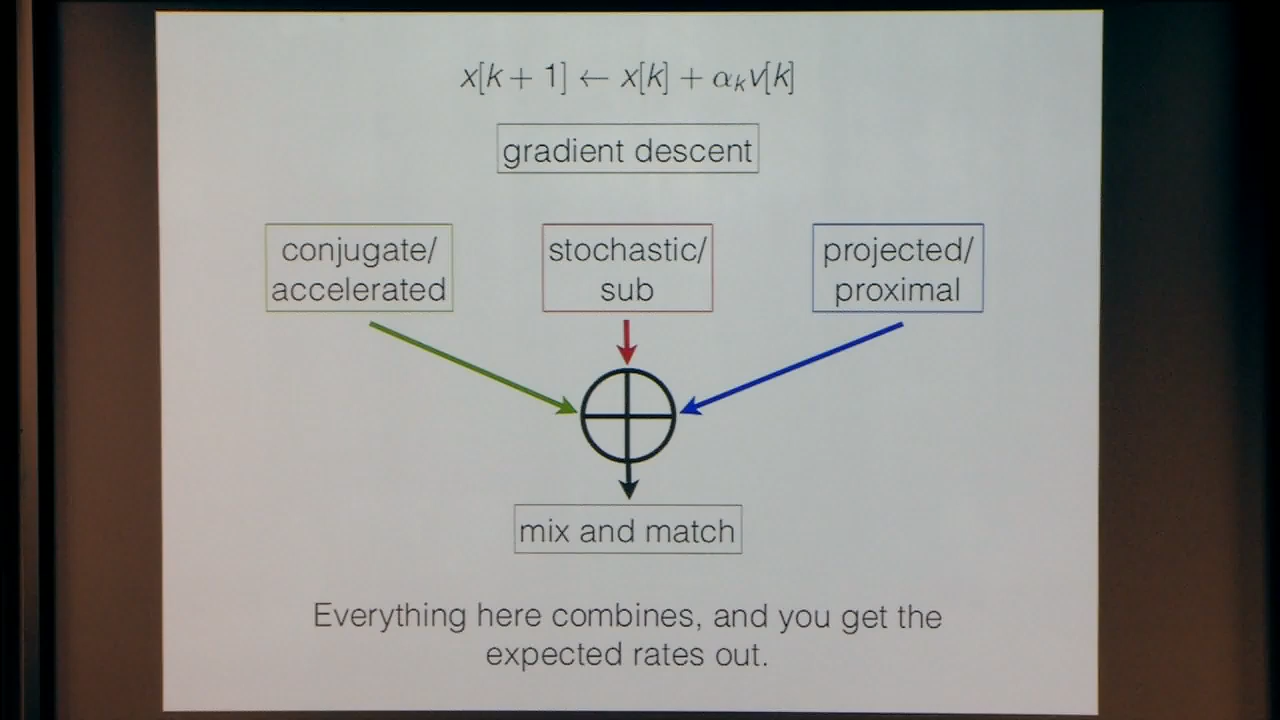 x[k + 1] ← x[k] + αₖv[k]
gradient descent
conjugate/
accelerated
stochastic/
sub
projected/
proximal
mix and match
Everything here combines, and you get the
expected rates out.